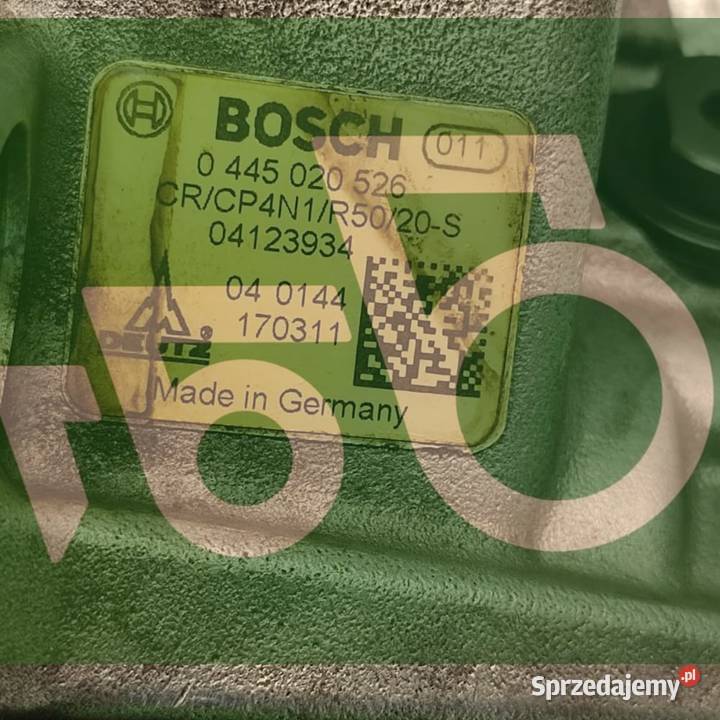 BOSCH 011
0 445 020 526
CR/CP4N1/R50/20-S
04123934
04 0144
170311
DEUTZ
Made in Germany
Sprzedajemy.pl